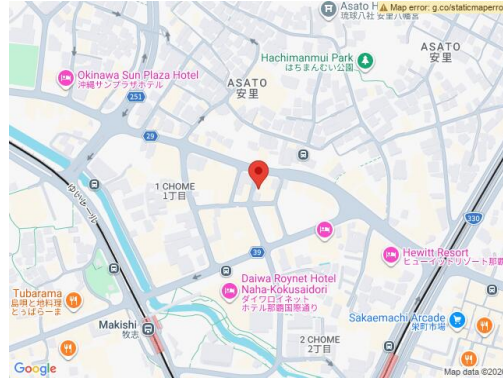 Map error: g.co/staticmaperro
Asato H
琉球八社 安里八幡宮
Hachimanmui Park
はちまんむい公園
Okinawa Sun Plaza Hotel
沖縄サンプラザホテル
ASATO
安里
ASATO
安里
251
29
1 CHOME
1丁目
ゆいレール
330
39
Hewitt Resort
ヒューイットリゾート那覇
Daiwa Roynet Hotel
Naha-Kokusaidori
ダイワロイネット
ホテル那覇国際通り
Tubarama
島唄と地料理
とぅばらーま
Makishi
牧志
Sakaemachi Arcade
栄町市場
2 CHOME
2丁目
Google
Map data ©202